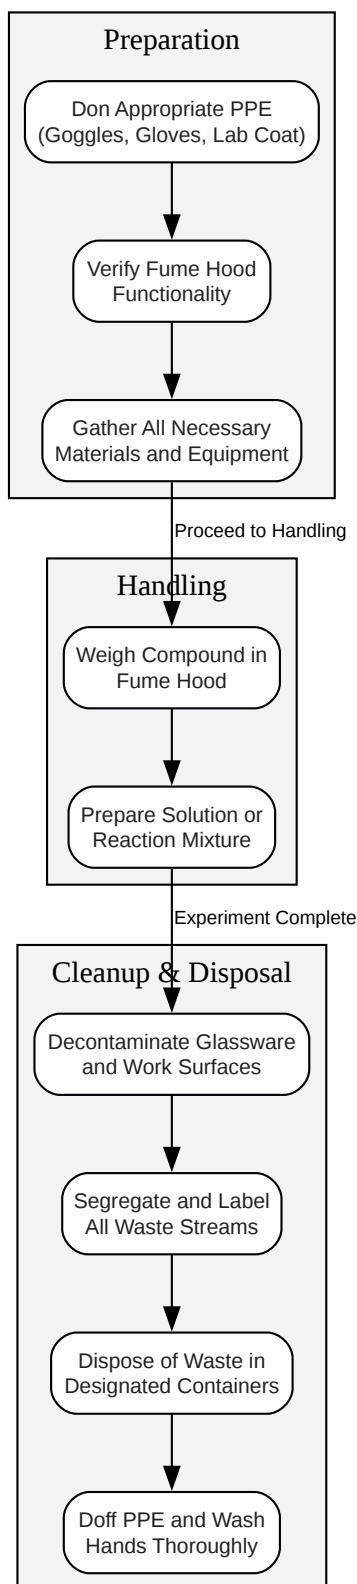 Preparation
Don Appropriate PPE
(Goggles, Gloves, Lab Coat)
Verify Fume Hood
Functionality
Gather All Necessary
Materials and Equipment
Proceed to Handling
Handling
Weigh Compound in
Fume Hood
Prepare Solution or
Reaction Mixture
Experiment Complete
Cleanup & Disposal
Decontaminate Glassware
and Work Surfaces
Segregate and Label
All Waste Streams
Dispose of Waste in
Designated Containers
Doff PPE and Wash
Hands Thoroughly